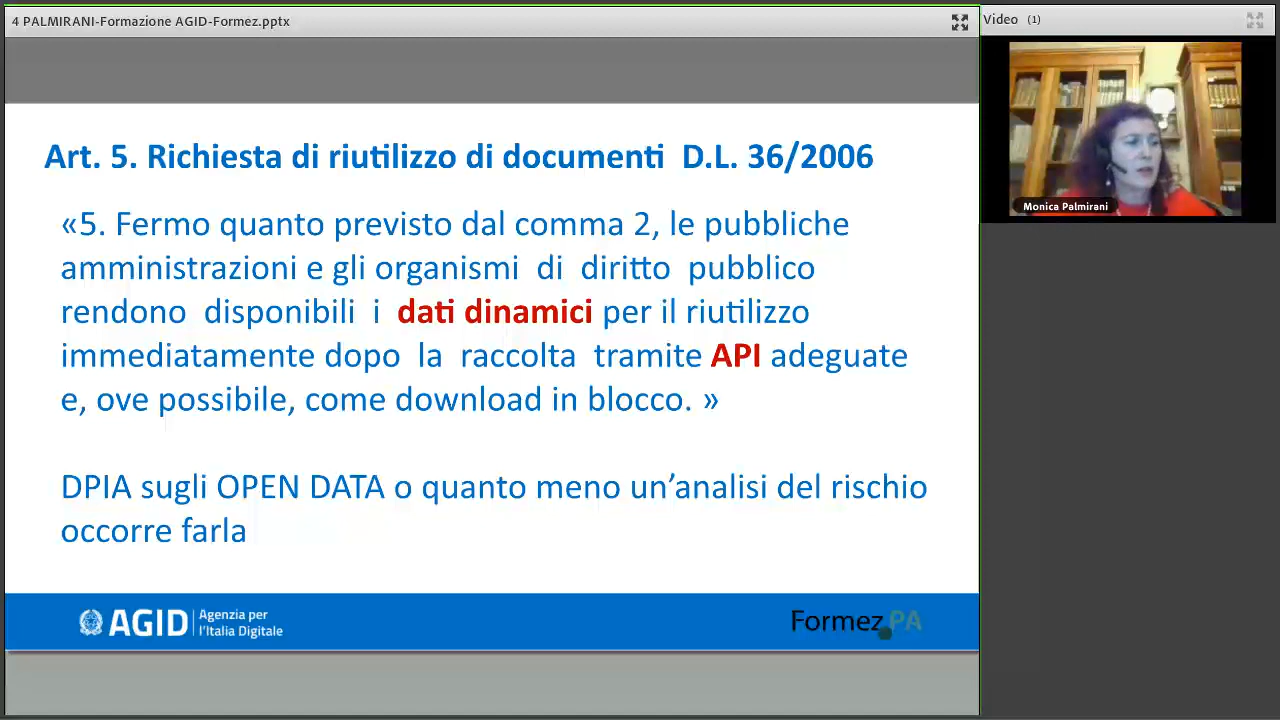 4 PALMIRANI-Formazione AGID-Formez.pptx
Video (1)
Monica Palmirani
Art. 5. Richiesta di riutilizzo di documenti D.L. 36/2006
«5. Fermo quanto previsto dal comma 2, le pubbliche
amministrazioni e gli organismi di diritto pubblico
rendono disponibili i dati dinamici per il riutilizzo
immediatamente dopo la raccolta tramite API adeguate
e, ove possibile, come download in blocco. »
DPIA sugli OPEN DATA o quanto meno un’analisi del rischio
occorre farla
AGID
Agenzia per
l'Italia Digitale
Formez PA